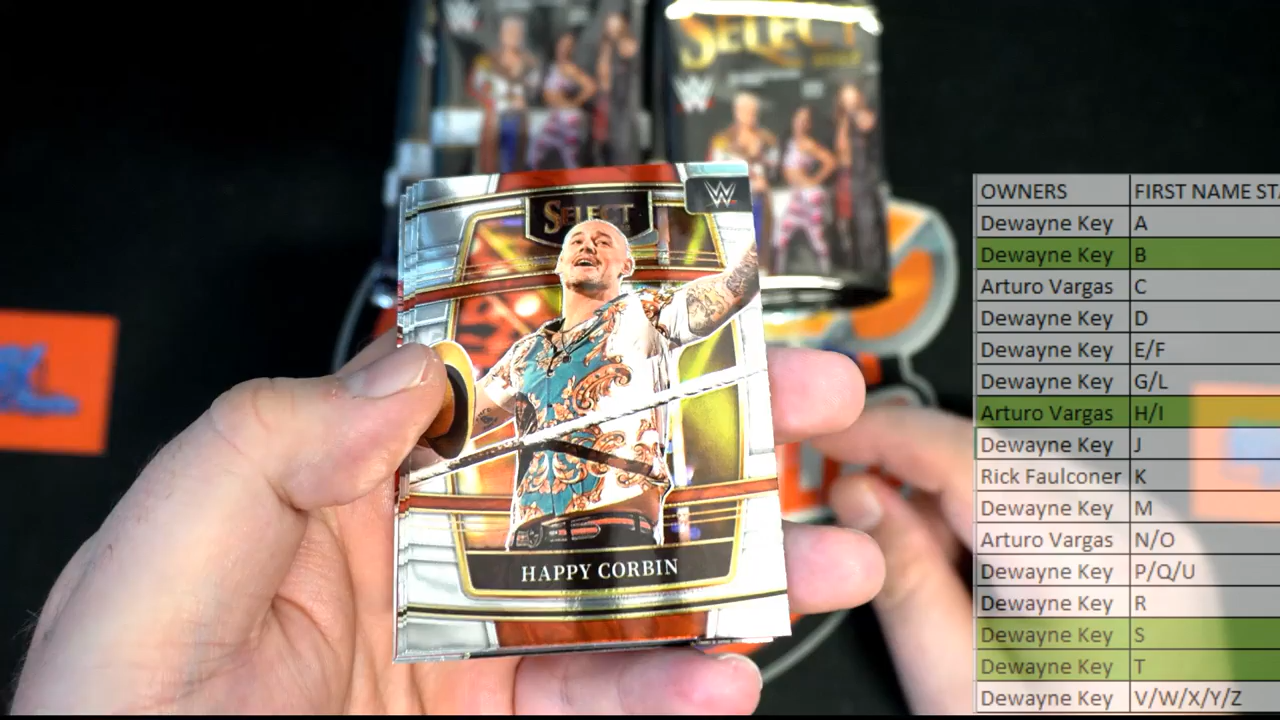 SELECT
W
W
W
SELECT
HAPPY CORBIN
OWNERS FIRST NAME ST
Dewayne Key A
Dewayne Key B
Arturo Vargas C
Dewayne Key D
Dewayne Key E/F
Dewayne Key G/L
Arturo Vargas H/I
Dewayne Key J
Rick Faulconer K
Dewayne Key M
Arturo Vargas N/O
Dewayne Key P/Q/U
Dewayne Key R
Dewayne Key S
Dewayne Key T
Dewayne Key V/W/X/Y/Z